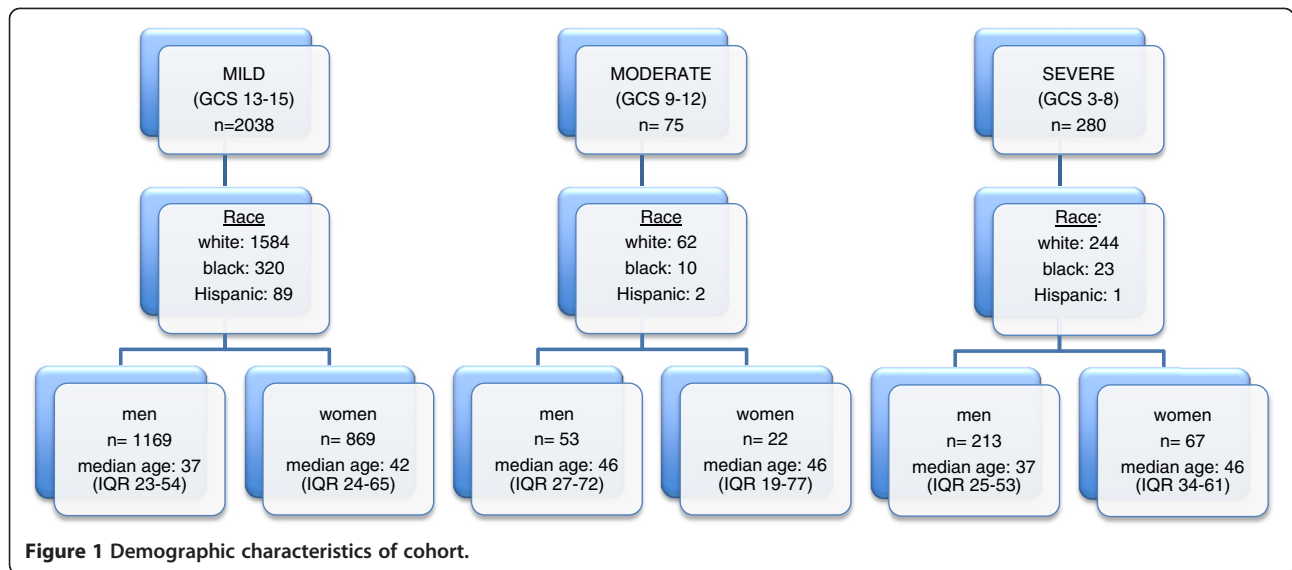 MILD
(GCS 13-15)
n=2038
MODERATE
(GCS 9-12)
n= 75
SEVERE
(GCS 3-8)
n= 280
Race
white: 1584
black: 320
Hispanic: 89
Race
white: 62
black: 10
Hispanic: 2
Race:
white: 244
black: 23
Hispanic: 1
men
n= 1169
median age: 37
(IQR 23-54)
women
n= 869
median age: 42
(IQR 24-65)
men
n= 53
median age: 46
(IQR 27-72)
women
n= 22
median age: 46
(IQR 19-77)
men
n= 213
median age: 37
(IQR 25-53)
women
n= 67
median age: 46
(IQR 34-61)
Figure 1 Demographic characteristics of cohort.